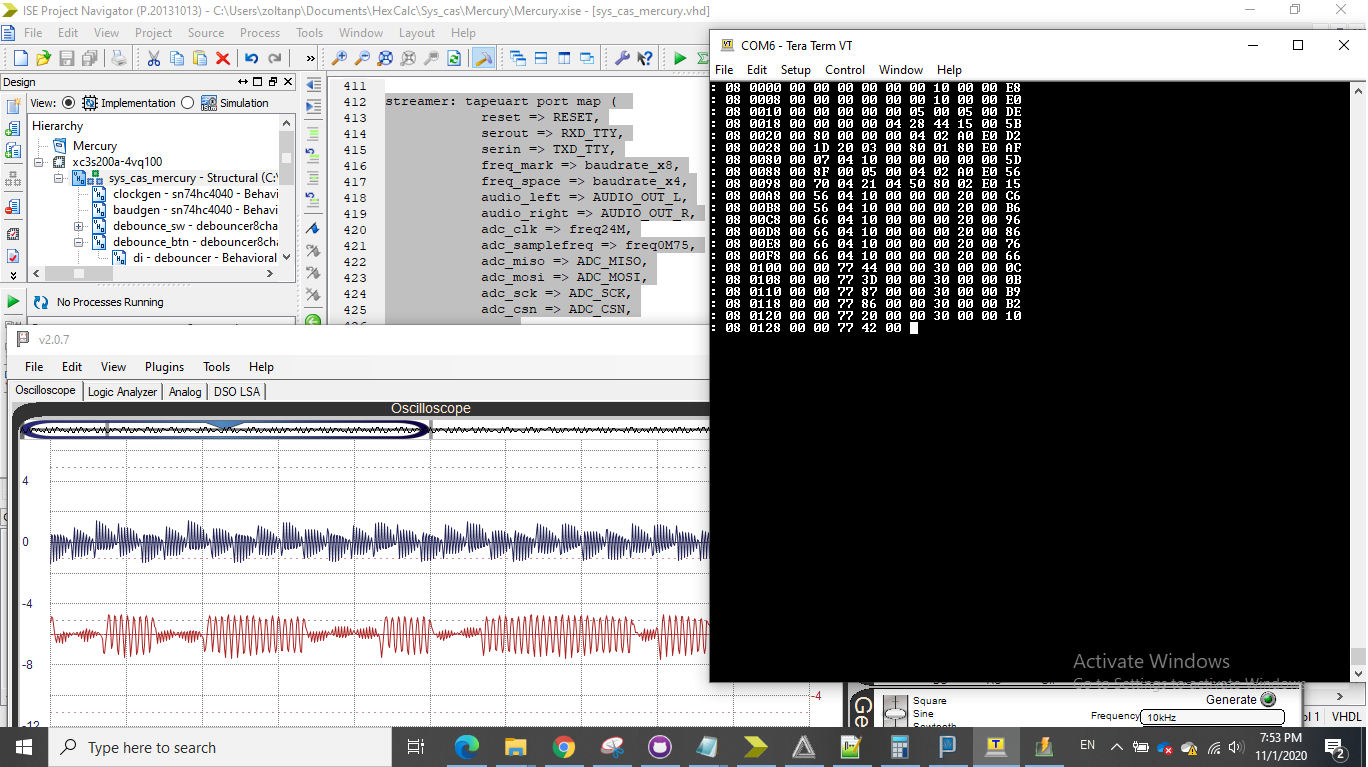 ISE Project Navigator (P.20131013) - C:\Users\zoltanp\Documents\HexCalc\Sys_cas\Mercury\Mercury.xise - [sys_cas_mercury.vhd]
File Edit View Project Source Process Tools Window Layout Help
Design
View: Implementation Simulation
Hierarchy
Mercury
xc3s200a-4vq100
sys_cas_mercury - Structural (C:\
clockgen - sn74hc4040 - Behavi
baudgen - sn74hc4040 - Behavi
debounce_sw - debouncer8cha
debounce_btn - debouncer8cha
di - debouncer - Behavioral
No Processes Running
411
412 streamer: tapeuart port map (
413 reset => RESET,
414 serout => RXD_TTY,
415 serin => TXD_TTY,
416 freq_mark => baudrate_x8,
417 freq_space => baudrate_x4,
418 audio_left => AUDIO_OUT_L,
419 audio_right => AUDIO_OUT_R,
420 adc_clk => freq24M,
421 adc_samplefreq => freq0M75,
422 adc_miso => ADC_MISO,
423 adc_mosi => ADC_MOSI,
424 adc_sck => ADC_SCK,
425 adc_csn => ADC_CSN,
COM6 - Tera Term VT
File Edit Setup Control Window Help
: 08 0000 00 00 00 00 00 10 00 00 E8
: 08 0008 00 00 00 00 00 10 00 00 E0
: 08 0010 00 00 00 00 05 00 05 00 DE
: 08 0018 00 00 00 04 28 44 15 00 5B
: 08 0020 00 80 00 00 04 02 A0 E0 D2
: 08 0028 00 1D 20 03 00 80 01 80 E0 AF
: 08 0080 00 07 04 10 00 00 00 00 5D
: 08 0088 00 8F 00 05 00 04 02 A0 E0 56
: 08 0098 00 70 04 21 04 50 80 02 E0 15
: 08 00A8 00 56 04 10 00 00 00 20 00 C6
: 08 00B8 00 56 04 10 00 00 00 20 00 B6
: 08 00C8 00 66 04 10 00 00 00 20 00 96
: 08 00D8 00 66 04 10 00 00 00 20 00 86
: 08 00E8 00 66 04 10 00 00 00 20 00 76
: 08 00F8 00 66 04 10 00 00 00 20 00 66
: 08 0100 00 00 77 44 00 00 30 00 00 0C
: 08 0108 00 00 77 3D 00 00 30 00 00 0B
: 08 0110 00 00 77 87 00 00 30 00 00 B9
: 08 0118 00 00 77 86 00 00 30 00 00 B2
: 08 0120 00 00 77 20 00 00 30 00 00 10
: 08 0128 00 00 77 42 00
v2.0.7
File Edit View Plugins Tools Help
Oscilloscope Logic Analyzer Analog DSO LSA
Oscilloscope
4
0
-4
-8
-12
-4
Activate Windows
Go to Settings to activate Windows.
Square
Sine
Sawtooth
Generate
Frequency 10kHz
ol 1 VHDL
Type here to search
EN
7:53 PM
11/1/2020
2